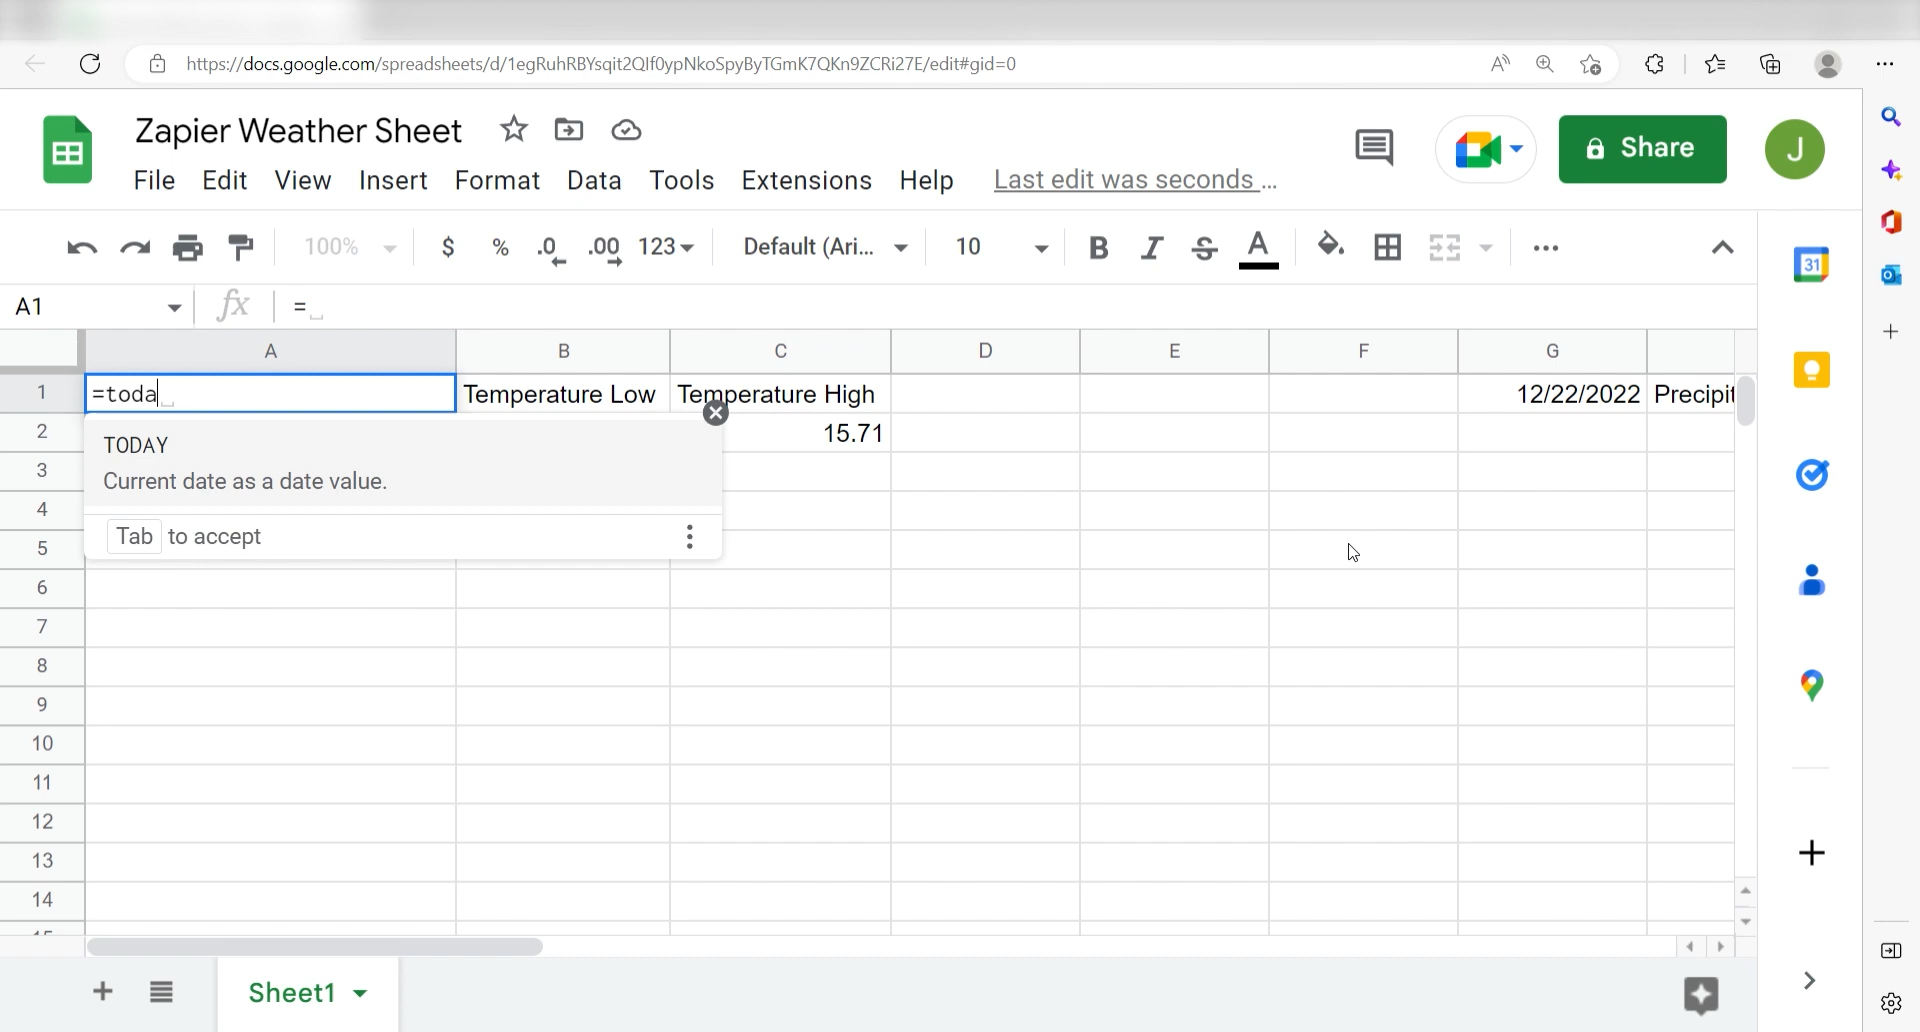 https://docs.google.com/spreadsheets/d/1egRuhRBYsqit2QIf0ypNkoSpyByTGmK7QKn9ZCRi27E/edit#gid=0
Zapier Weather Sheet
Share
J
File Edit View Insert Format Data Tools Extensions Help Last edit was seconds ...
100% $ % .0 .00 123 Default (Ari... 10 B I S A
31
A1 fx =
A B C D E F G
1 =toda Temperature Low Temperature High 12/22/2022 Precipit
2 15.71
TODAY
3
Current date as a date value.
4
Tab to accept
5
6
7
8
9
10
11
12
13
14
15
Sheet1